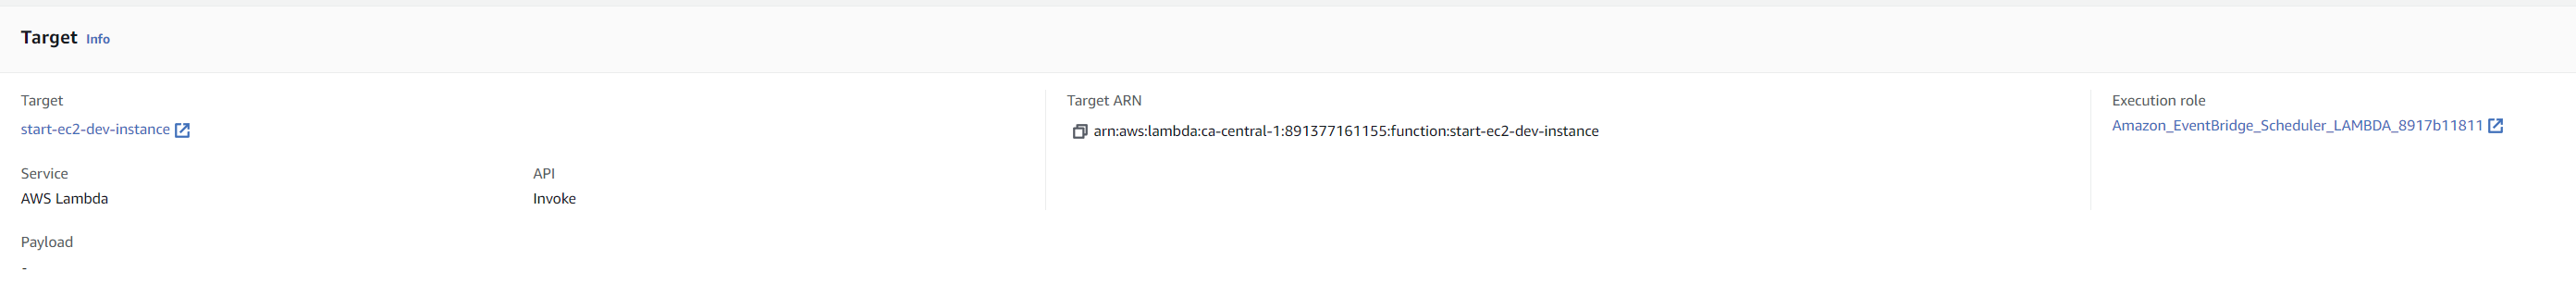 Target Info
Target
start-ec2-dev-instance
Service
AWS Lambda
API
Invoke
Payload
-
Target ARN
arn:aws:lambda:ca-central-1:891377161155:function:start-ec2-dev-instance
Execution role
Amazon_EventBridge_Scheduler_LAMBDA_8917b11811